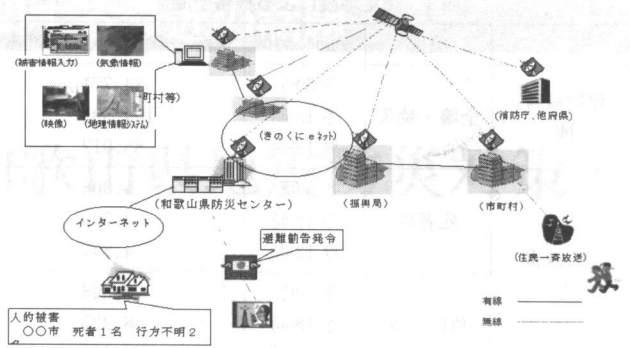 (被害情報入力)
(気象情報)
町村等)
(映像)
(地理情報システム)
(きのくにeネット)
(消防庁、他府県)
(和歌山県防災センター)
(振興局)
(市町村)
インターネット
避難勧告発令
(住民一斉放送)
人的被害
○○市 死者1名 行方不明2
有線
無線